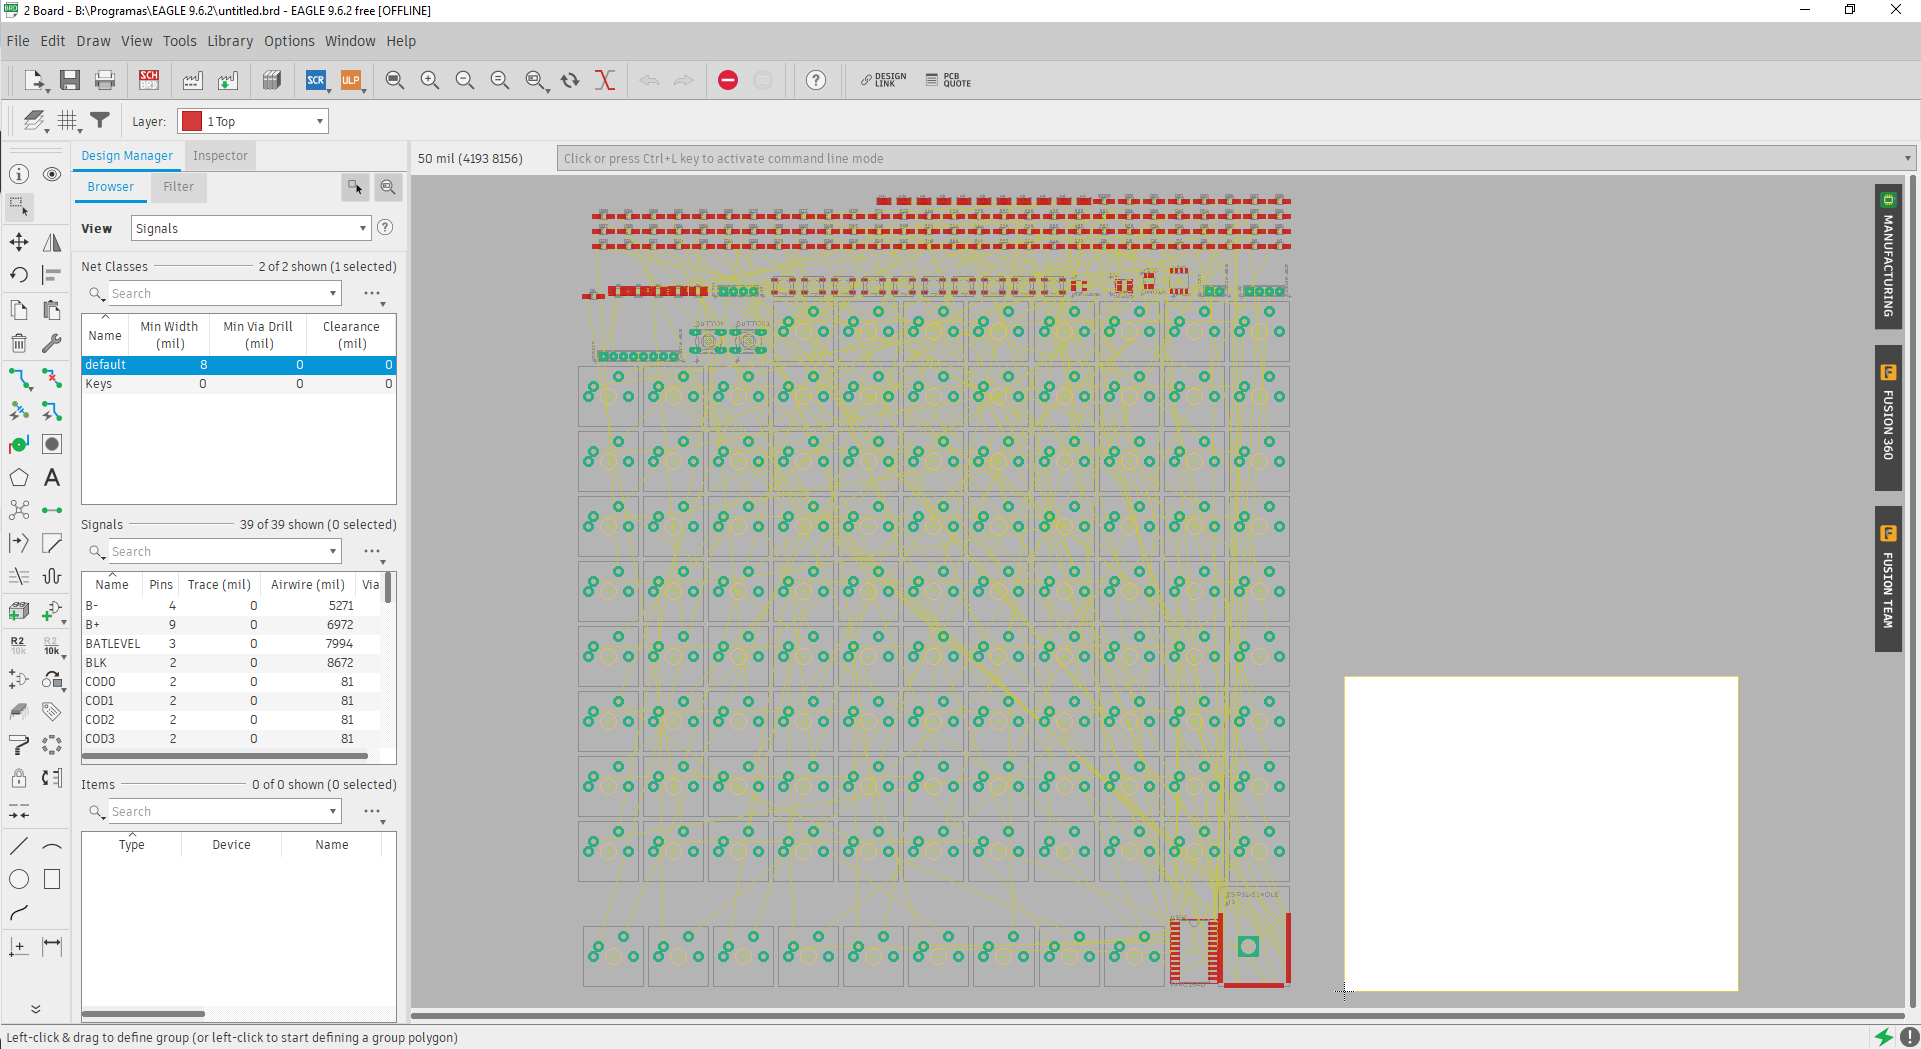 2 Board - B:\Programas\EAGLE 9.6.2\untitled.brd - EAGLE 9.6.2 free [OFFLINE]
File Edit Draw View Tools Library Options Window Help
SCH BRD SCR ULP DESIGN LINK PCB QUOTE
Layer: 1 Top
Design Manager Inspector
50 mil (4193 8156)
Click or press Ctrl+L key to activate command line mode
Browser Filter
View Signals
Net Classes 2 of 2 shown (1 selected)
Search
Name Min Width (mil) Min Via Drill (mil) Clearance (mil)
default 8 0 0
Keys 0 0 0
Signals 39 of 39 shown (0 selected)
Search
Name Pins Trace (mil) Airwire (mil) Via
B- 4 0 5271
B+ 9 0 6972
BATLEVEL 3 0 7994
BLK 2 0 8672
COD0 2 0 81
COD1 2 0 81
COD2 2 0 81
COD3 2 0 81
Items 0 of 0 shown (0 selected)
Search
Type Device Name
R2 10k
R2 10k
MANUFACTURING
FUSION 360
FUSION TEAM
Left-click & drag to define group (or left-click to start defining a group polygon)